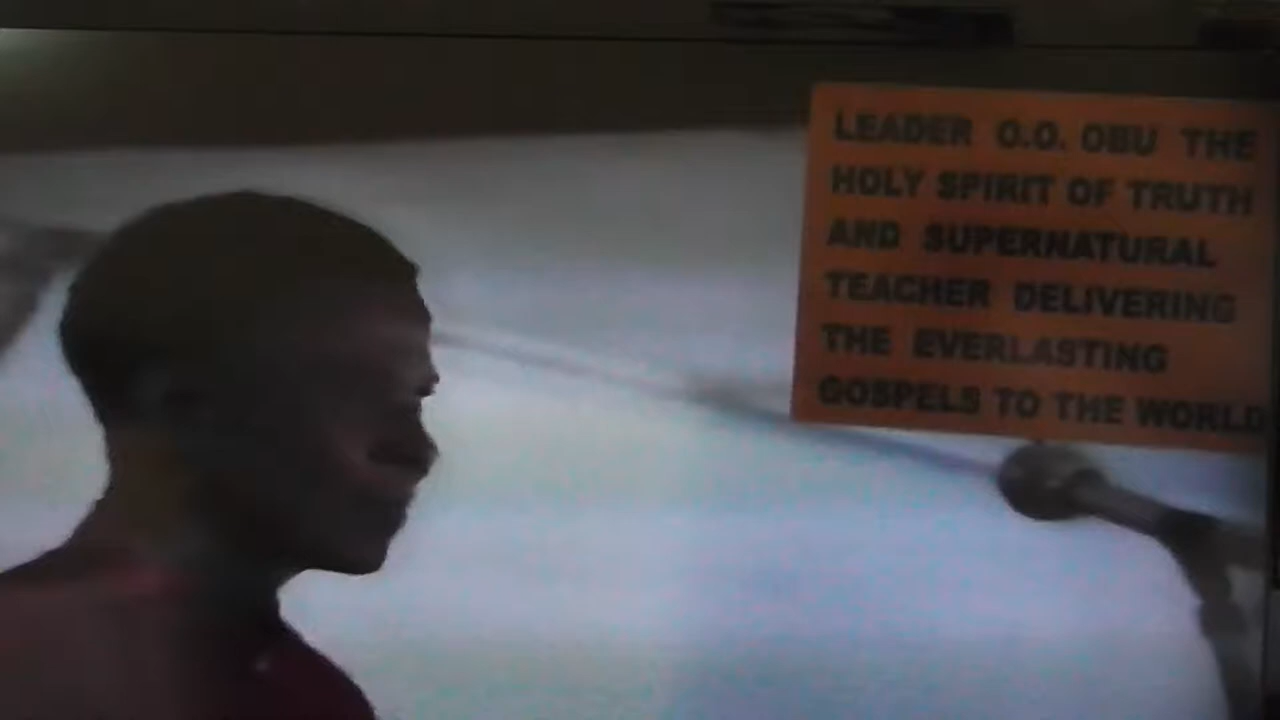 LEADER O.O. OBU THE
HOLY SPIRIT OF TRUTH
AND SUPERNATURAL
TEACHER DELIVERING
THE EVERLASTING
GOSPELS TO THE WORLD